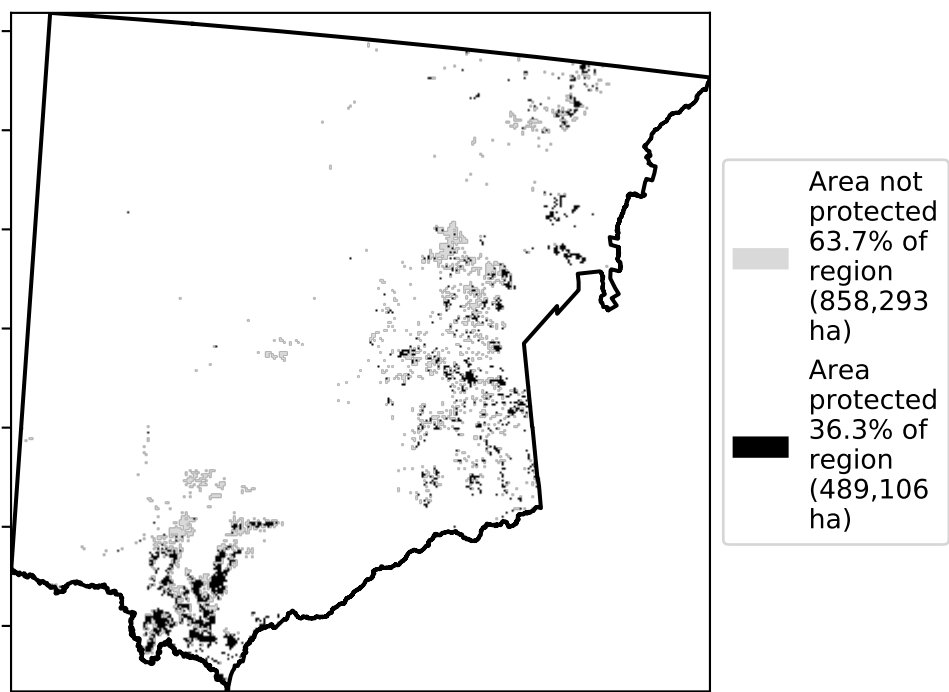 Area not
protected
63.7% of
region
(858,293
ha)
Area
protected
36.3% of
region
(489,106
ha)